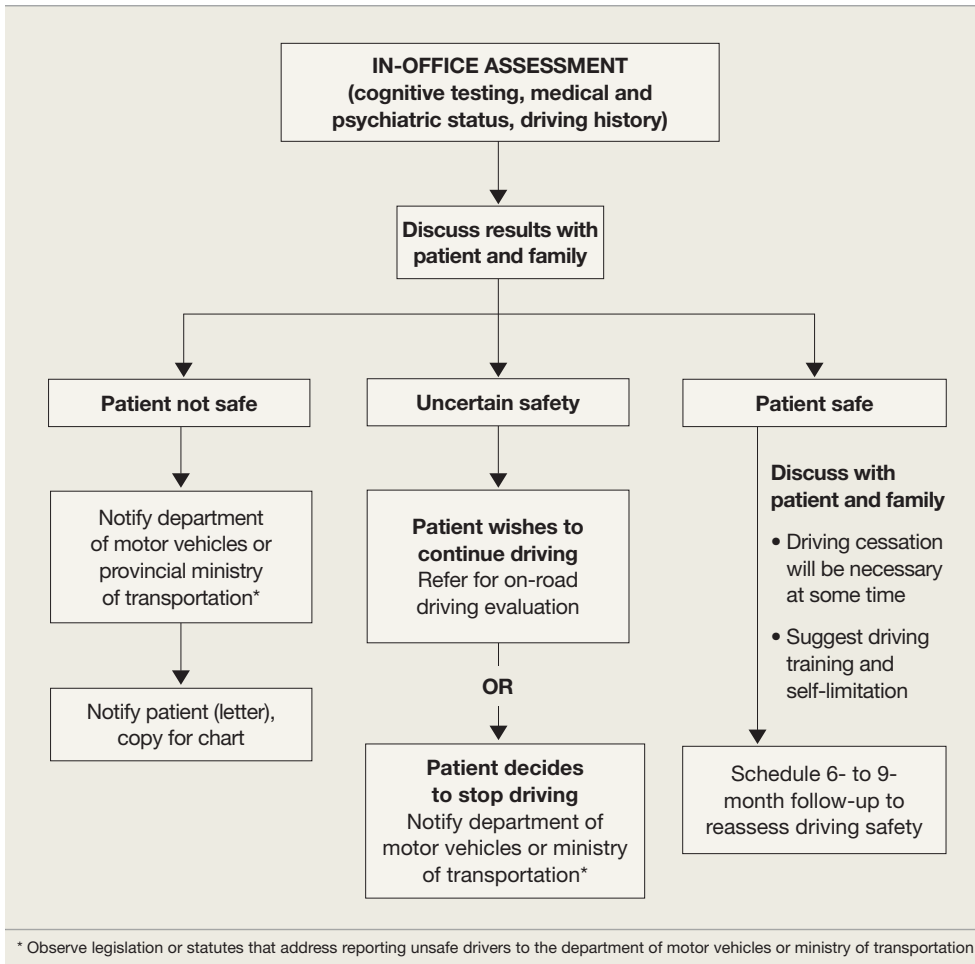 IN-OFFICE ASSESSMENT
(cognitive testing, medical and
psychiatric status, driving history)
Discuss results with
patient and family
Patient not safe
Notify department
of motor vehicles or
provincial ministry
of transportation*
Notify patient (letter),
copy for chart
Uncertain safety
Patient wishes to
continue driving
Refer for on-road
driving evaluation
OR
Patient decides
to stop driving
Notify department of
motor vehicles or ministry
of transportation*
Patient safe
Discuss with
patient and family
• Driving cessation
will be necessary
at some time
• Suggest driving
training and
self-limitation
Schedule 6- to 9-
month follow-up to
reassess driving safety
* Observe legislation or statutes that address reporting unsafe drivers to the department of motor vehicles or ministry of transportation